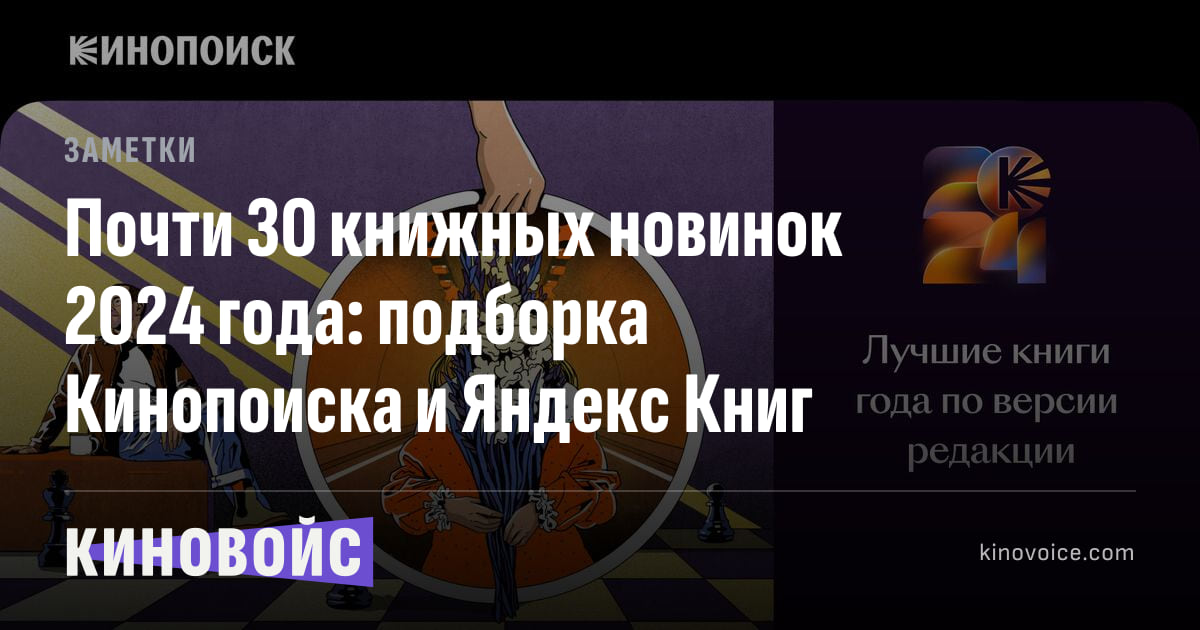 КИНОПОИСК
ЗАМЕТКИ
Почти 30 книжных новинок
2024 года: подборка
Кинопоиска и Яндекс Книг
24
К
Лучшие книги
года по версии
редакции
КИНОВОЙС
kinovoice.com